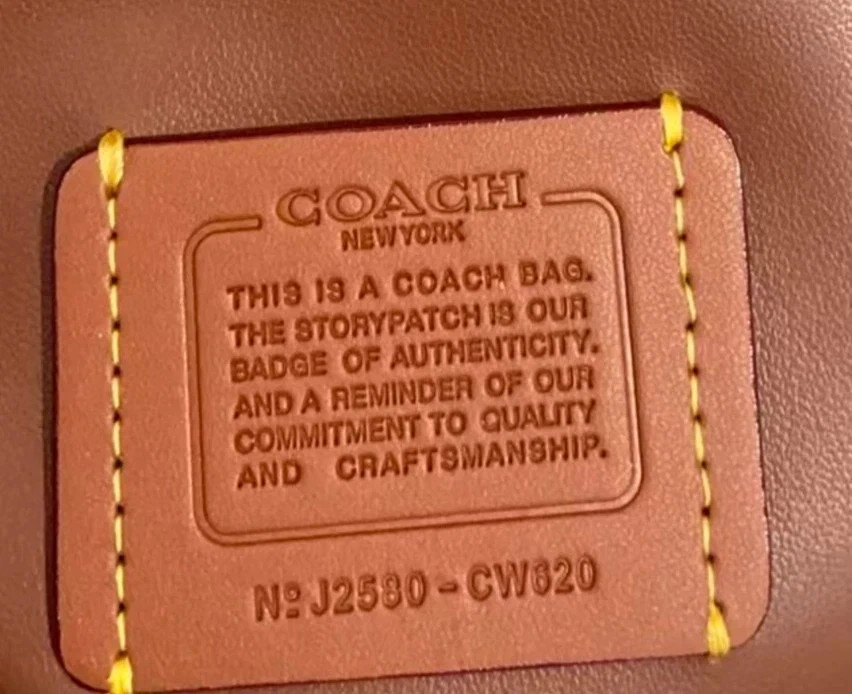 COACH
NEW YORK
THIS IS A COACH BAG.
THE STORYPATCH IS OUR
BADGE OF AUTHENTICITY.
AND A REMINDER OF OUR
COMMITMENT TO QUALITY
AND CRAFTSMANSHIP.
Nº J2580-CW620